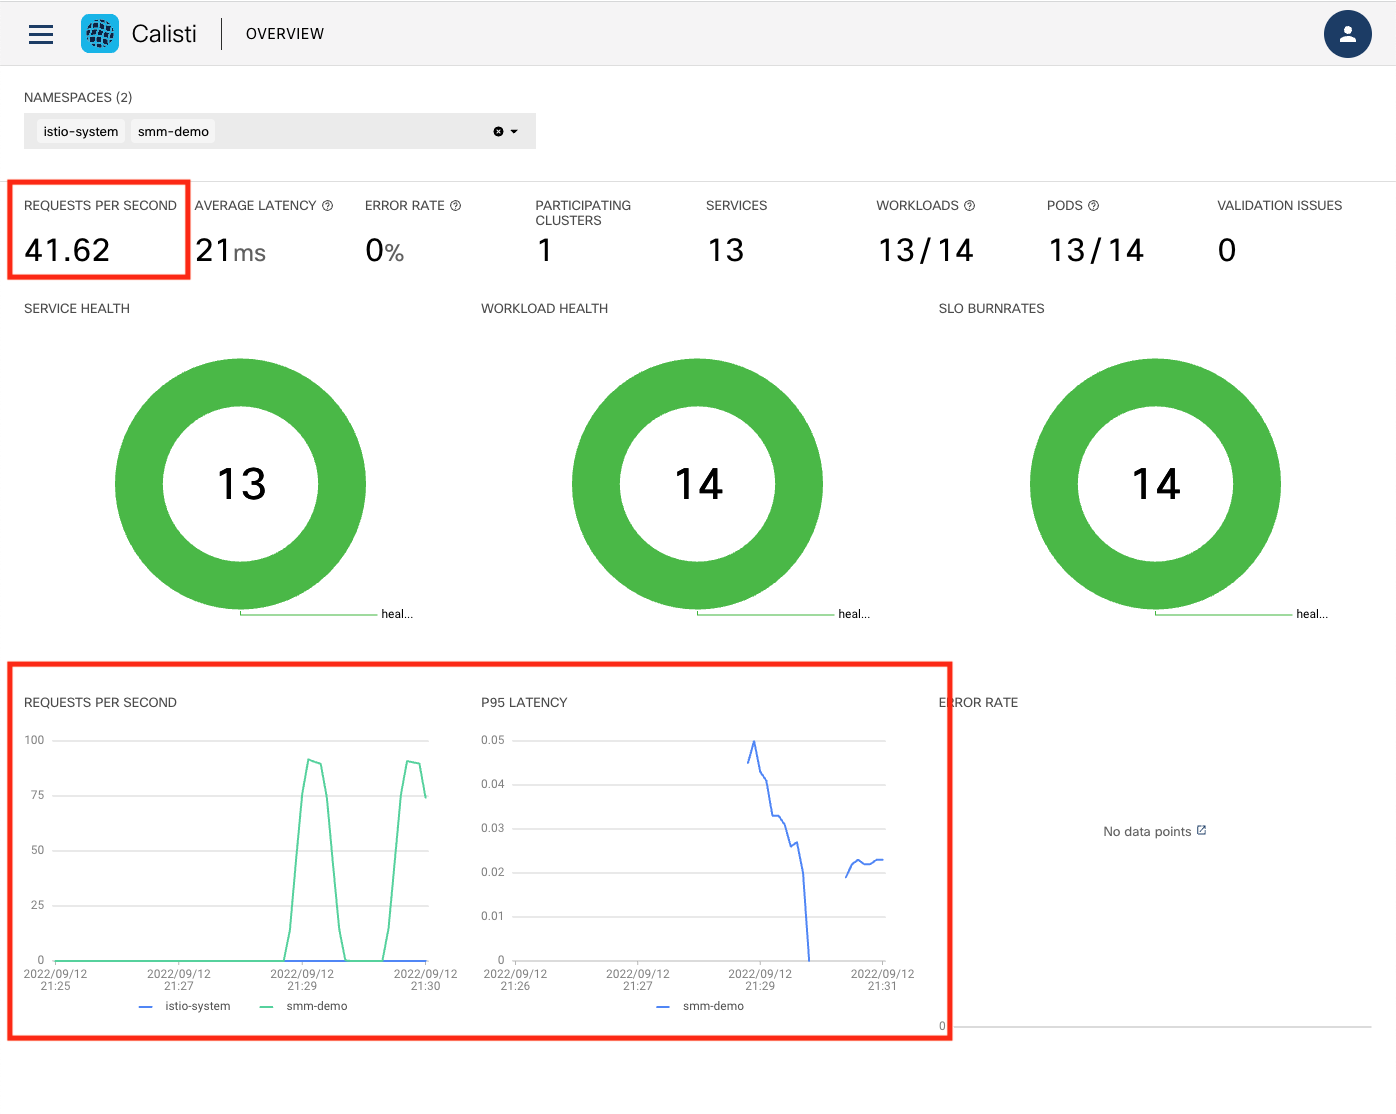 Calisti
OVERVIEW
NAMESPACES (2)
istio-system smm-demo
REQUESTS PER SECOND
41.62
AVERAGE LATENCY
21ms
ERROR RATE
0%
PARTICIPATING
CLUSTERS
1
SERVICES
13
WORKLOADS
13/14
PODS
13/14
VALIDATION ISSUES
0
SERVICE HEALTH
13
heal...
WORKLOAD HEALTH
14
heal...
SLO BURNRATES
14
heal...
REQUESTS PER SECOND
100
75
50
25
0
2022/09/12 2022/09/12 2022/09/12 2022/09/12
21:25 21:27 21:29 21:30
istio-system smm-demo
P95 LATENCY
0.05
0.04
0.03
0.02
0.01
0
2022/09/12 2022/09/12 2022/09/12 2022/09/12
21:26 21:27 21:29 21:31
smm-demo
ERROR RATE
No data points
0